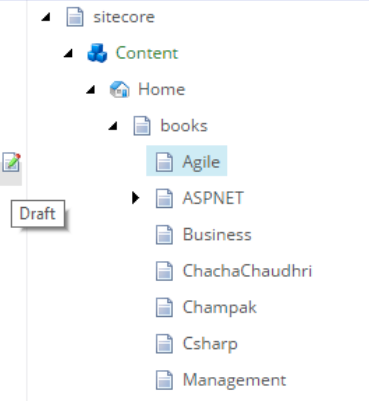 sitecore
Content
Home
books
Agile
Draft
ASPNET
Business
ChachaChaudhri
Champak
Csharp
Management